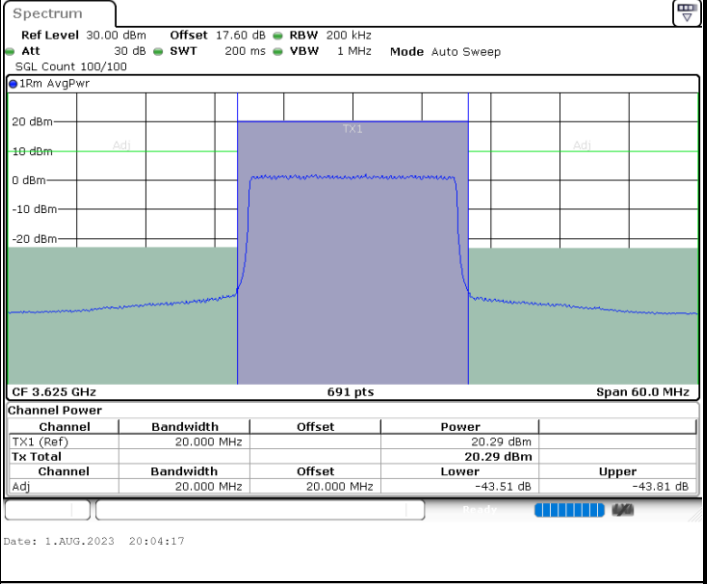 Spectrum
Ref Level 30.00 dBm Offset 17.60 dB RBW 200 kHz
Att 30 dB SWT 200 ms VBW 1 MHz Mode Auto Sweep
SGL Count 100/100
1Rm AvgPwr
20 dBm
TX1
10 dBm
Adj
Adj
0 dBm
-10 dBm
-20 dBm
CF 3.625 GHz 691 pts Span 60.0 MHz
Channel Power
Channel Bandwidth Offset Power
TX1 (Ref) 20.000 MHz 20.29 dBm
Tx Total 20.29 dBm
Channel Bandwidth Offset Lower Upper
Adj 20.000 MHz 20.000 MHz -43.51 dB -43.81 dB
Ready
Date: 1.AUG.2023 20:04:17